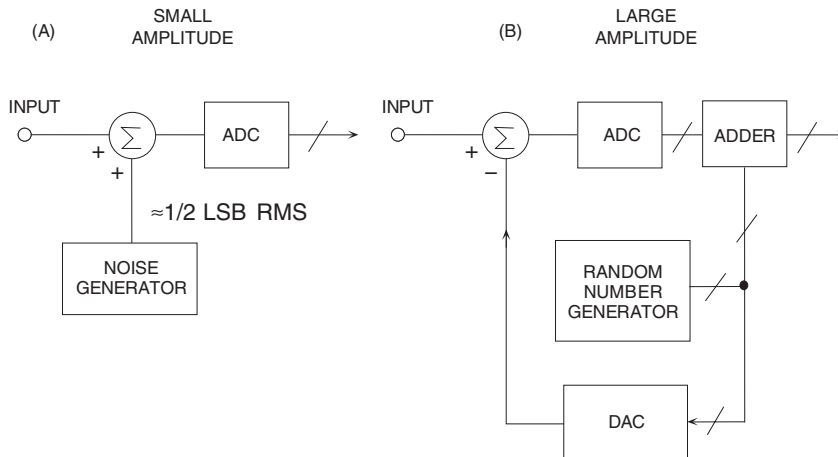 (A)
SMALL
AMPLITUDE
INPUT
Σ
+
+
ADC
≈1/2 LSB RMS
NOISE
GENERATOR
(B)
LARGE
AMPLITUDE
INPUT
Σ
+
−
ADC
ADDER
RANDOM
NUMBER
GENERATOR
DAC